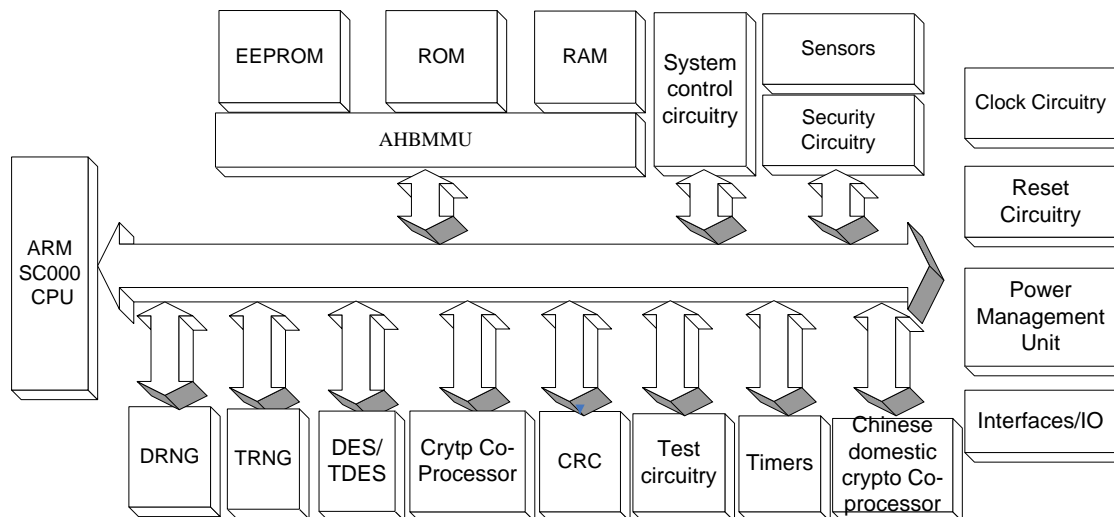 EEPROM
ROM
RAM
AHBMMU
System
control
circuitry
Sensors
Security
Circuitry
Clock Circuitry
Reset
Circuitry
Power
Management
Unit
Interfaces/IO
ARM
SC000
CPU
DRNG
TRNG
DES/
TDES
Crytp Co-
Processor
CRC
Test
circuitry
Timers
Chinese
domestic
crypto Co-
processor